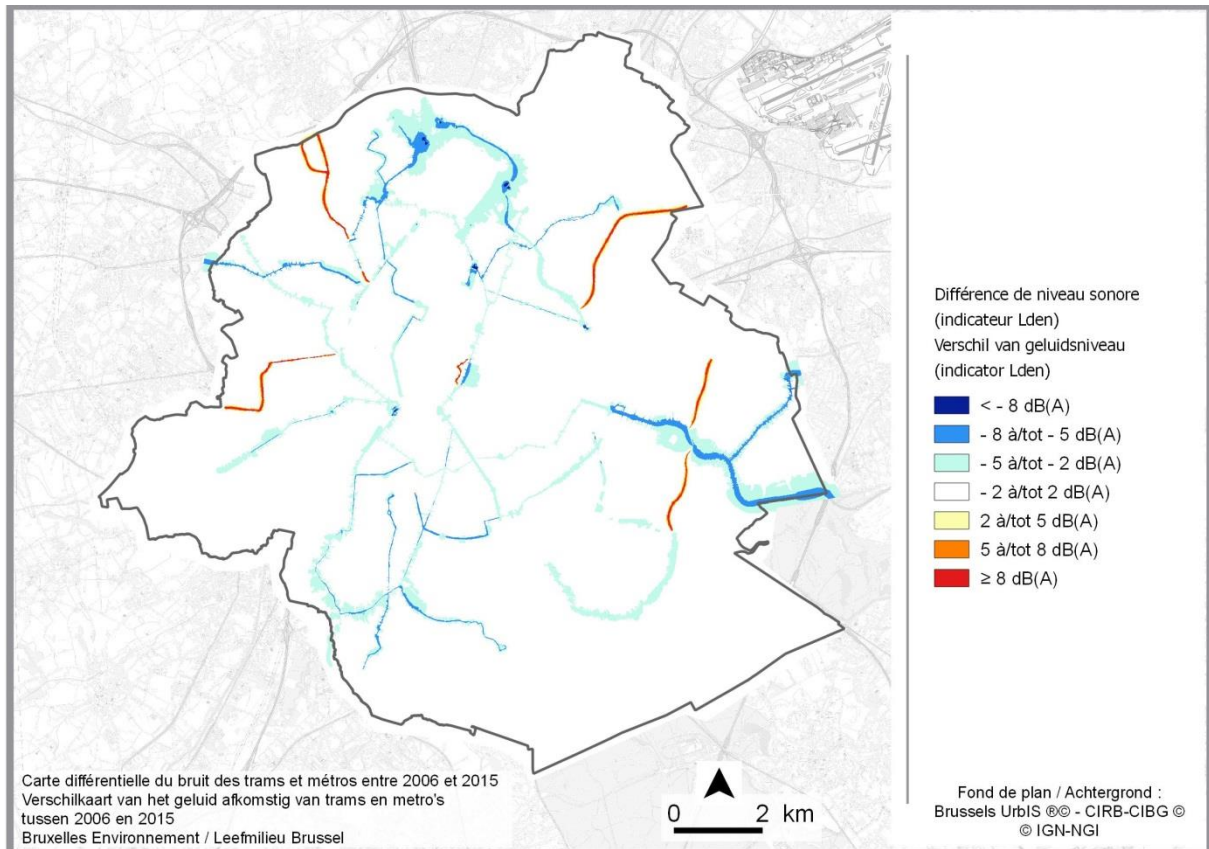 Différence de niveau sonore
(indicateur Lden)
Verschil van geluidsniveau
(indicator Lden)
< - 8 dB(A)
- 8 à/tot - 5 dB(A)
- 5 à/tot - 2 dB(A)
- 2 à/tot 2 dB(A)
2 à/tot 5 dB(A)
5 à/tot 8 dB(A)
≥ 8 dB(A)
Carte différentielle du bruit des trams et métros entre 2006 et 2015
Verschilkaart van het geluid afkomstig van trams en metro's
tussen 2006 en 2015
Bruxelles Environnement / Leefmilieu Brussel
0 2 km
Fond de plan / Achtergrond :
Brussels UrbIS ®© - CIRB-CIBG ©
© IGN-NGI